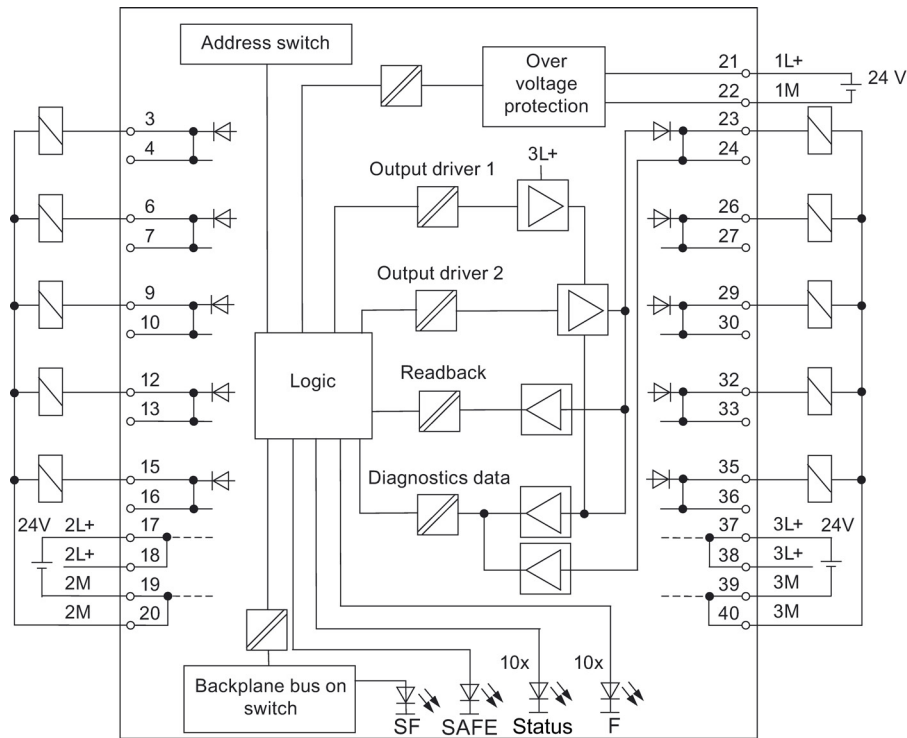 Address switch
Over
voltage
protection
21
1L+
24 V
22
1M
3
23
4
24
3L+
Output driver 1
6
26
7
27
Output driver 2
9
29
10
30
Logic
Readback
12
32
13
33
Diagnostics data
15
35
16
36
24V
2L+
17
37
3L+
24V
2L+
18
38
3L+
2M
19
39
3M
2M
20
40
3M
Backplane bus on
switch
10x
10x
SF
SAFE
Status
F